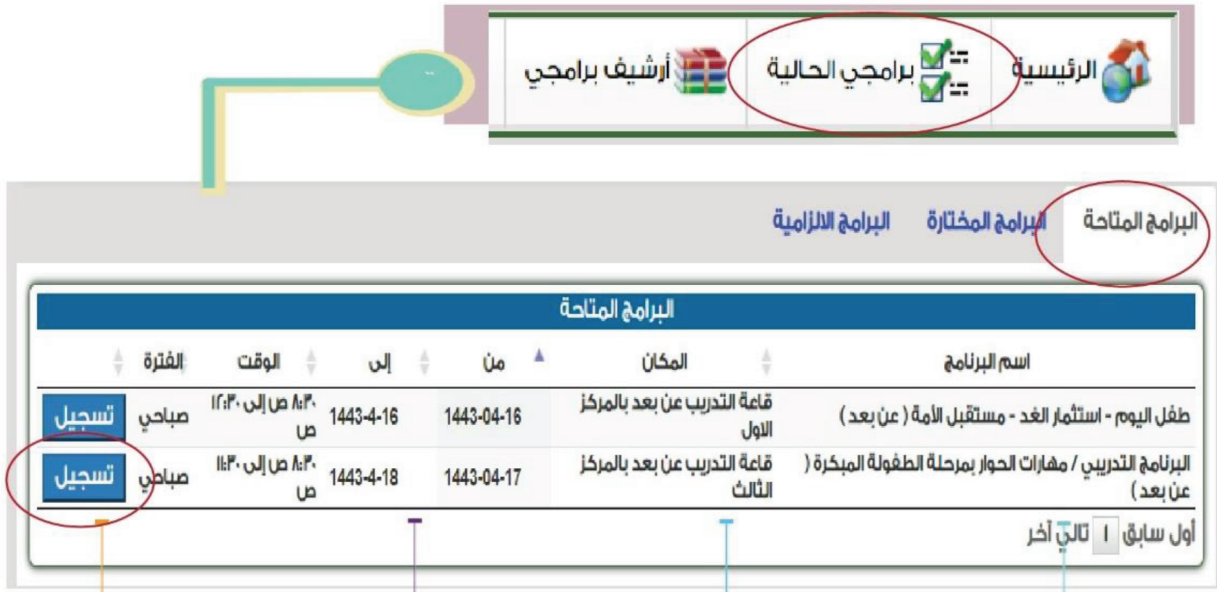 الرئيسية برامجي الحالية أرشيف برامجي
البرامج المتاحة البرامج المختارة البرامج الالزامية
البرامج المتاحة
اسم البرنامج المكان من إلى الوقت الفترة
طفل اليوم - استثمار الغد - مستقبل الأمة ( عن بعد ) قاعة التدريب عن بعد بالمركز 1443-04-16 1443-4-16 ٨:٣٠ ص إلى ١٢:٣٠ صباحي تسجيل
الاول ص
البرنامج التدريبي / مهارات الحوار بمرحلة الطفولة المبكرة ( قاعة التدريب عن بعد بالمركز 1443-04-17 1443-4-18 ٨:٣٠ ص إلى ١١:٣٠ صباحي تسجيل
عن بعد ) الثالث ص
أول سابق ١ تالي آخر